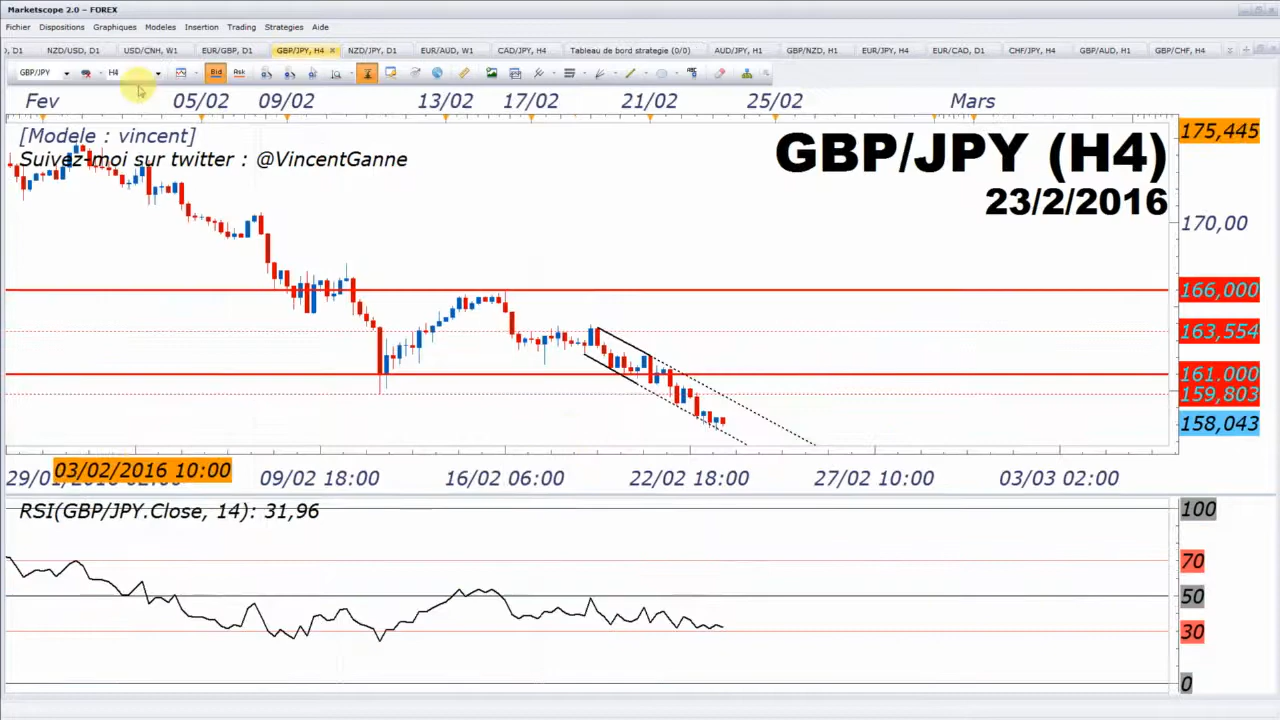 Marketscope 2.0 – FOREX
Fichier Dispositions Graphiques Modeles Insertion Trading Strategies Aide
, D1 NZD/USD, D1 USD/CNH, W1 EUR/GBP, D1 GBP/JPY, H4 NZD/JPY, D1 EUR/AUD, W1 CAD/JPY, H4 Tableau de bord strategie (0/0) AUD/JPY, H1 GBP/NZD, H1 EUR/JPY, H4 EUR/CAD, D1 CHF/JPY, H4 GBP/AUD, H1 GBP/CHF, H4
GBP/JPY H4 Bid Ask ABC
Fev 05/02 09/02 13/02 17/02 21/02 25/02 Mars
[Modele : vincent]
Suivez-moi sur twitter : @VincentGanne
GBP/JPY (H4)
23/2/2016
175,445
170,00
166,000
163,554
161,000
159,803
158,043
03/02/2016 10:00 09/02 18:00 16/02 06:00 22/02 18:00 27/02 10:00 03/03 02:00
RSI(GBP/JPY.Close, 14): 31,96
100
70
50
30
0